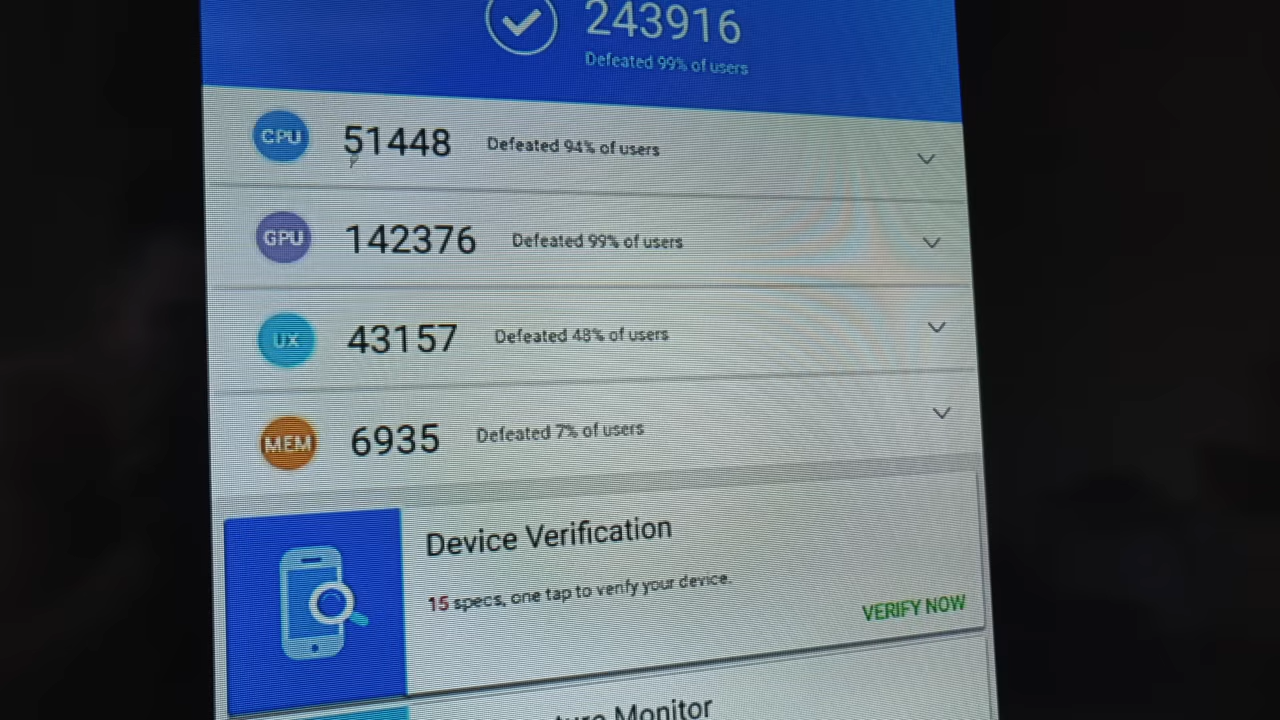 243916
Defeated 99% of users
CPU 51448 Defeated 94% of users
GPU 142376 Defeated 99% of users
UX 43157 Defeated 48% of users
MEM 6935 Defeated 7% of users
Device Verification
15 specs, one tap to verify your device.
VERIFY NOW
Monitor